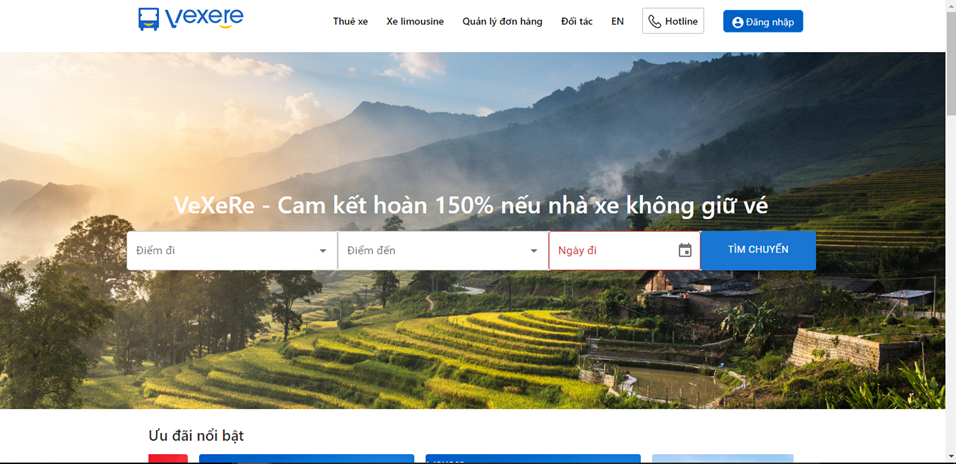 vexere
Thuê xe
Xe limousine
Quản lý đơn hàng
Đối tác
EN
Hotline
Đăng nhập
VeXeRe - Cam kết hoàn 150% nếu nhà xe không giữ vé
Điểm đi
Điểm đến
Ngày đi
TÌM CHUYẾN
Ưu đãi nổi bật